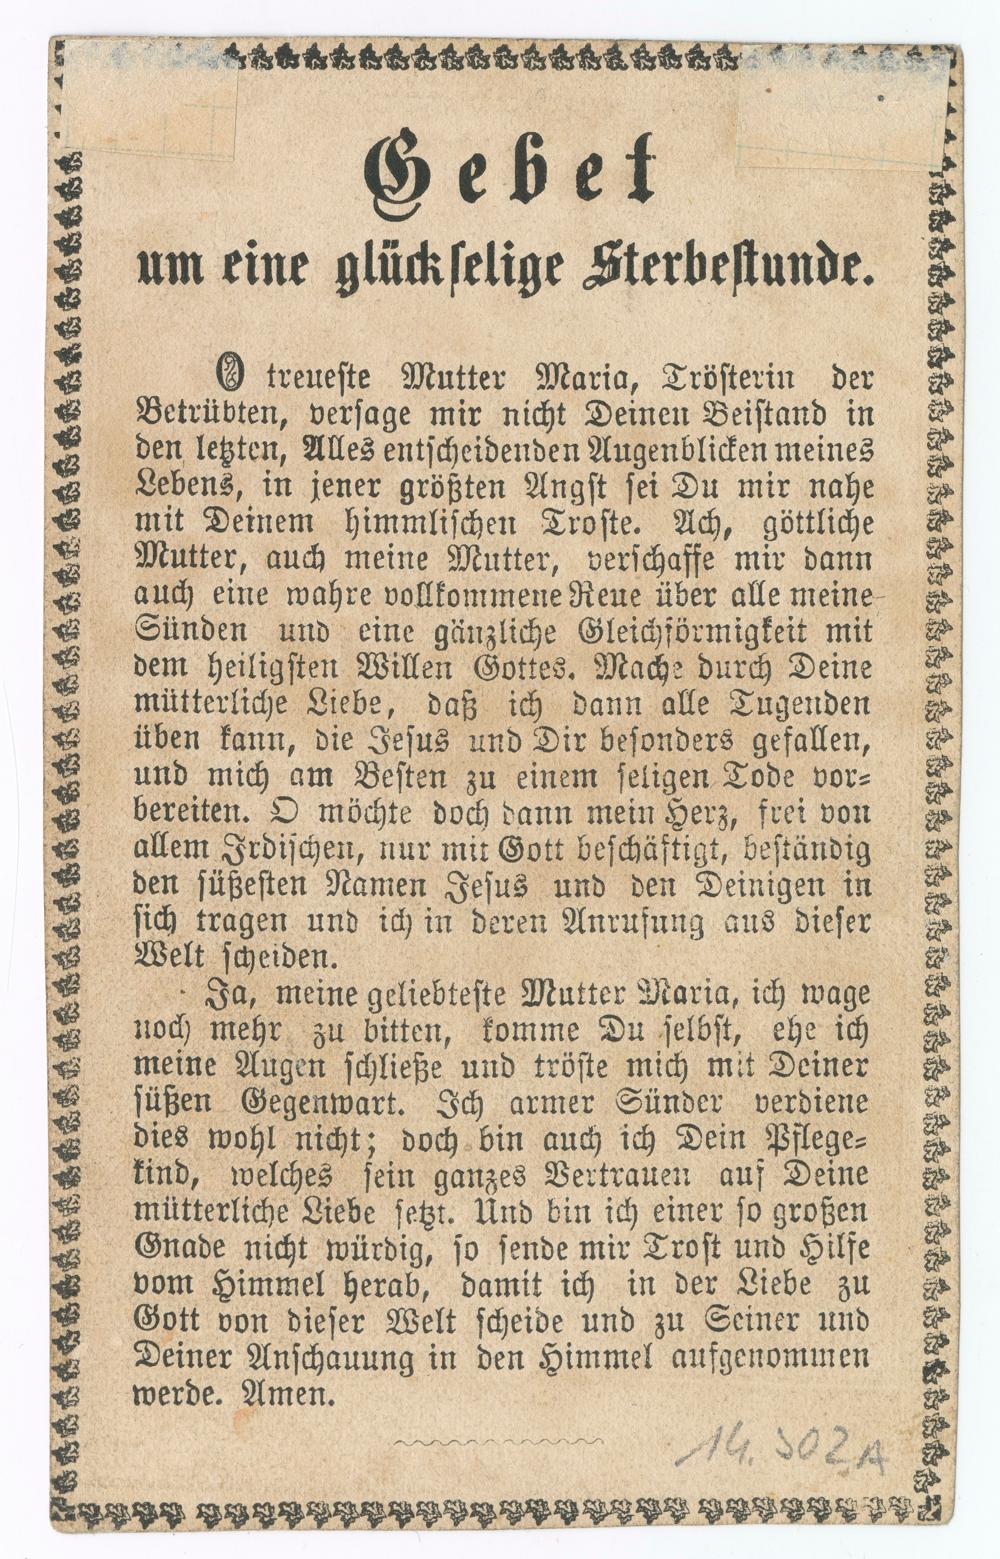 Gebet
um eine glückselige Sterbestunde.
O treueste Mutter Maria, Trösterin der
Betrübten, versage mir nicht Deinen Beistand in
den letzten, Alles entscheidenden Augenblicken meines
Lebens, in jener größten Angst sei Du mir nahe
mit Deinem himmlischen Troste. Ach, göttliche
Mutter, auch meine Mutter, verschaffe mir dann
auch eine wahre vollkommene Reue über alle meine
Sünden und eine gänzliche Gleichförmigkeit mit
dem heiligsten Willen Gottes. Mache durch Deine
mütterliche Liebe, daß ich dann alle Tugenden
üben kann, die Jesus und Dir besonders gefallen,
und mich am Besten zu einem seligen Tode vor-
bereiten. O möchte doch dann mein Herz, frei von
allem Irdischen, nur mit Gott beschäftigt, beständig
den süßesten Namen Jesus und den Deinigen in
sich tragen und ich in deren Anrufung aus dieser
Welt scheiden.
Ja, meine geliebteste Mutter Maria, ich wage
noch mehr zu bitten, komme Du selbst, ehe ich
meine Augen schließe und tröste mich mit Deiner
süßen Gegenwart. Ich armer Sünder verdiene
dies wohl nicht; doch bin auch ich Dein Pflege-
kind, welches sein ganzes Vertrauen auf Deine
mütterliche Liebe setzt. Und bin ich einer so großen
Gnade nicht würdig, so sende mir Trost und Hilfe
vom Himmel herab, damit ich in der Liebe zu
Gott von dieser Welt scheide und zu Seiner und
Deiner Anschauung in den Himmel aufgenommen
werde. Amen.
14.302A